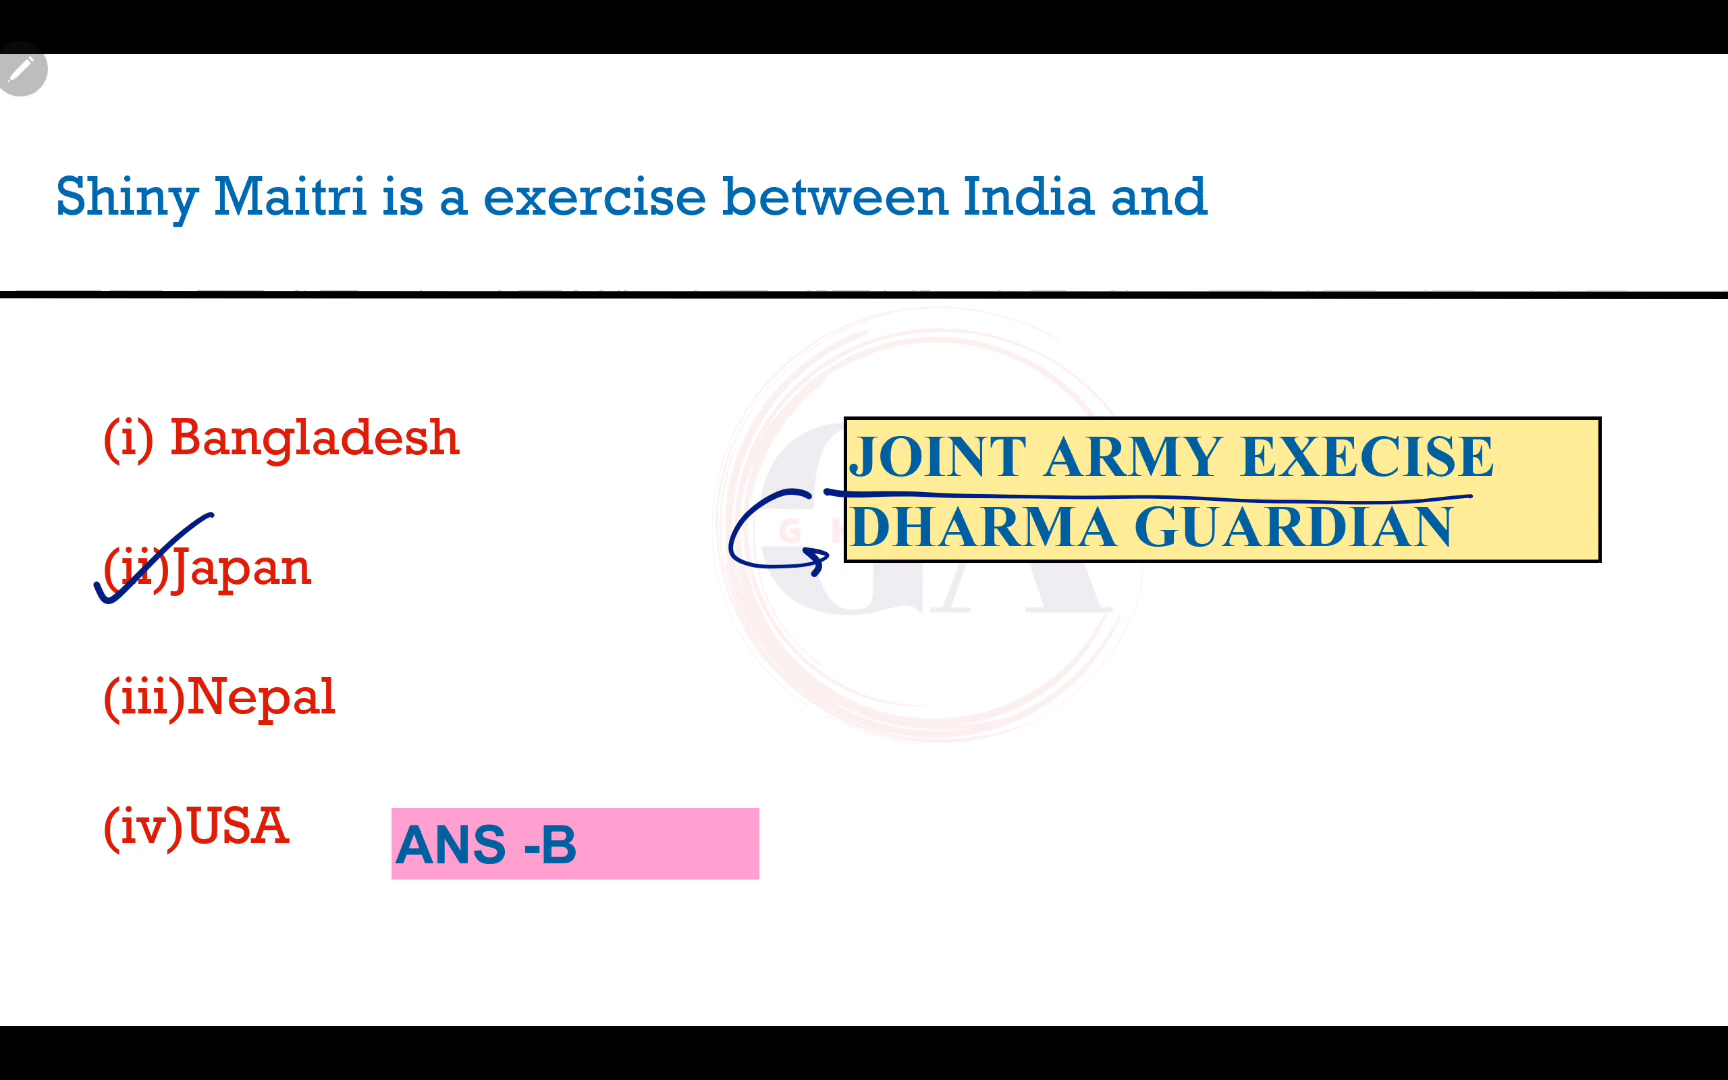 Shiny Maitri is a exercise between India and
(i) Bangladesh
JOINT ARMY EXECISE
DHARMA GUARDIAN
(ii)Japan
(iii)Nepal
(iv)USA
ANS -B